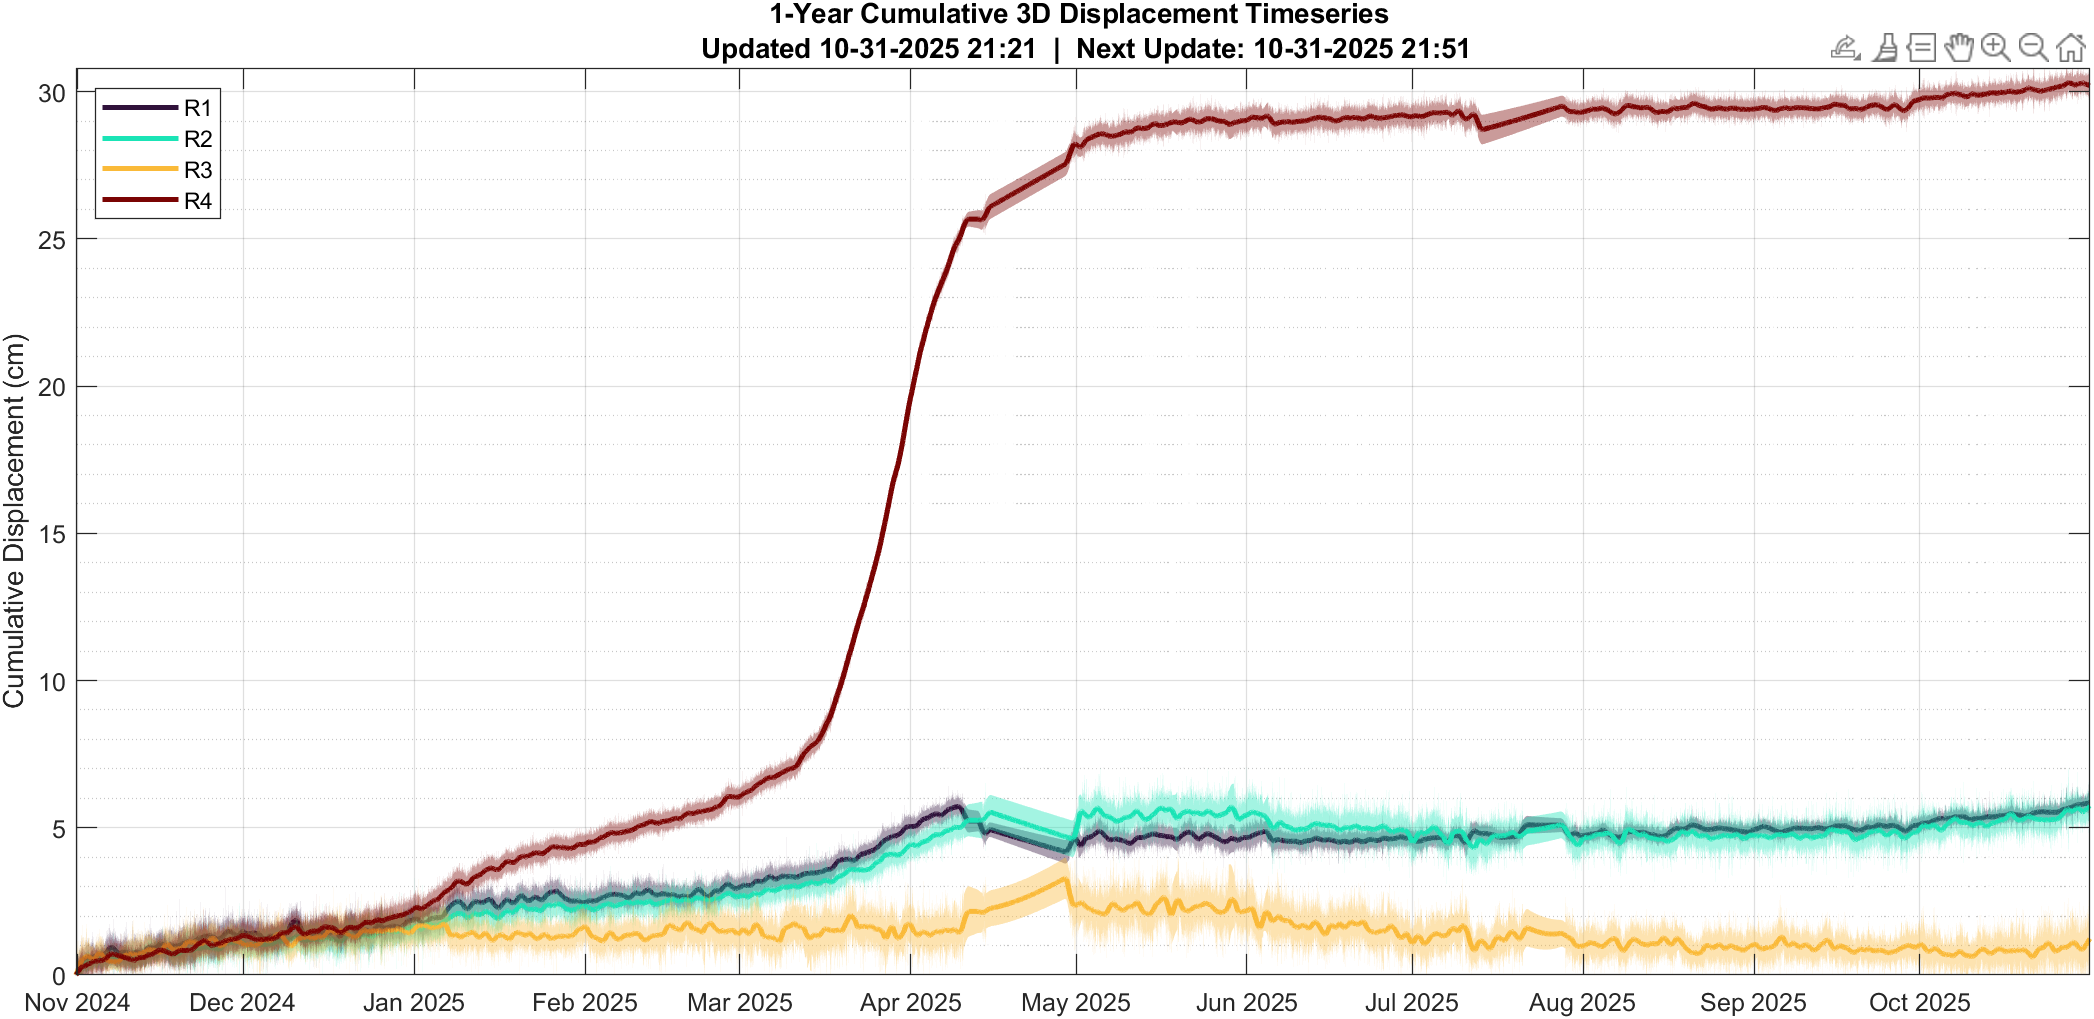 1-Year Cumulative 3D Displacement Timeseries
Updated 10-31-2025 21:21 | Next Update: 10-31-2025 21:51
R1
R2
R3
R4
Cumulative Displacement (cm)
30
25
20
15
10
5
0
Nov 2024 Dec 2024 Jan 2025 Feb 2025 Mar 2025 Apr 2025 May 2025 Jun 2025 Jul 2025 Aug 2025 Sep 2025 Oct 2025